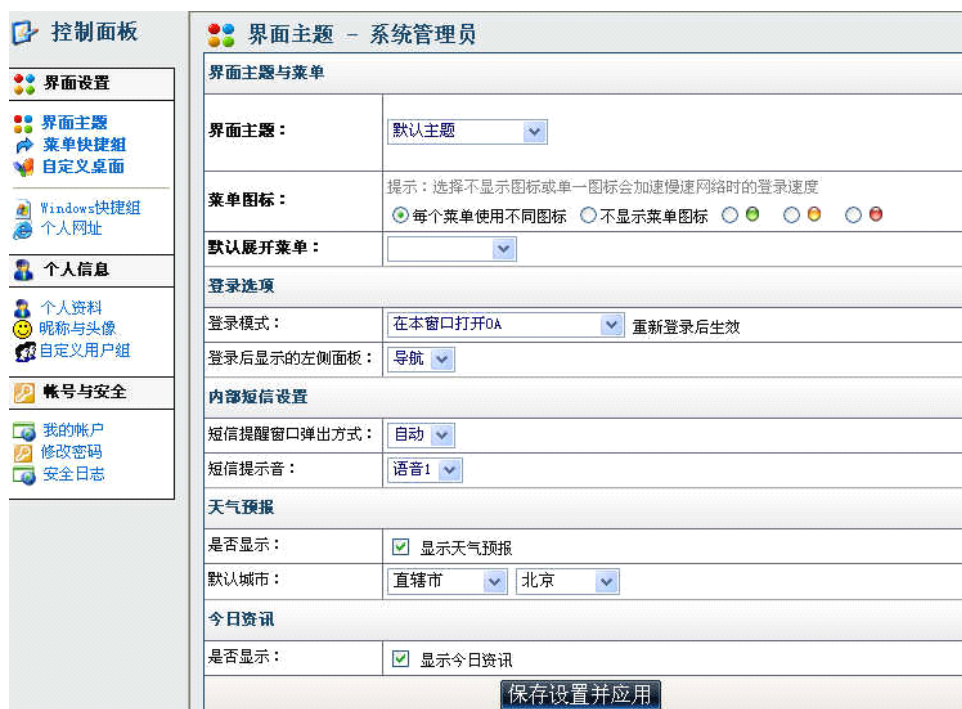 控制面板
界面设置
界面主题
菜单快捷组
自定义桌面
Windows快捷组
个人网址
个人信息
个人资料
昵称与头像
自定义用户组
帐号与安全
我的帐户
修改密码
安全日志
界面主题 - 系统管理员
界面主题与菜单
界面主题： 默认主题
菜单图标： 提示：选择不显示图标或单一图标会加速慢速网络时的登录速度
每个菜单使用不同图标 不显示菜单图标
默认展开菜单：
登录选项
登录模式： 在本窗口打开OA 重新登录后生效
登录后显示的左侧面板： 导航
内部短信设置
短信提醒窗口弹出方式： 自动
短信提示音： 语音1
天气预报
是否显示： 显示天气预报
默认城市： 直辖市 北京
今日资讯
是否显示： 显示今日资讯
保存设置并应用